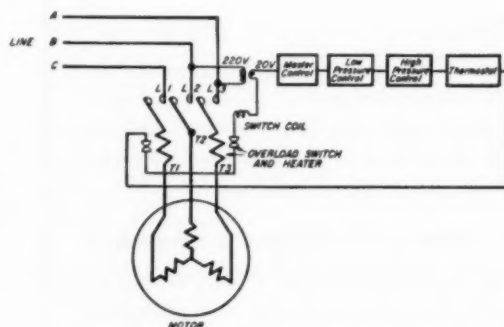 A
LINE B
C
220V 20V
Master Control
Low Pressure Control
High Pressure Control
Thermostat
L 1 L 2 L 3
SWITCH COIL
T2
OVERLOAD SWITCH AND HEATER
T1 T3
MOTOR